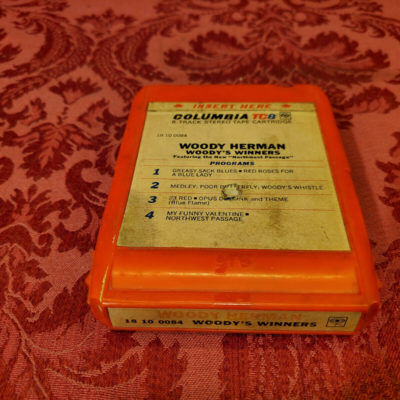 INSERT HERE
COLUMBIA TC8
8-TRACK STEREO TAPE CARTRIDGE
18 10 0084
WOODY HERMAN
WOODY'S WINNERS
Featuring the New "Northwest Passage"
PROGRAMS
1 GREASY SACK BLUES • RED ROSES FOR
A BLUE LADY
2 MEDLEY: POOR BUTTERFLY; WOODY'S WHISTLE
3 23 RED • OPUS and THEME
(Blue Flame)
4 MY FUNNY VALENTINE •
NORTHWEST PASSAGE
WOODY HERMAN
18 10 0084 WOODY'S WINNERS